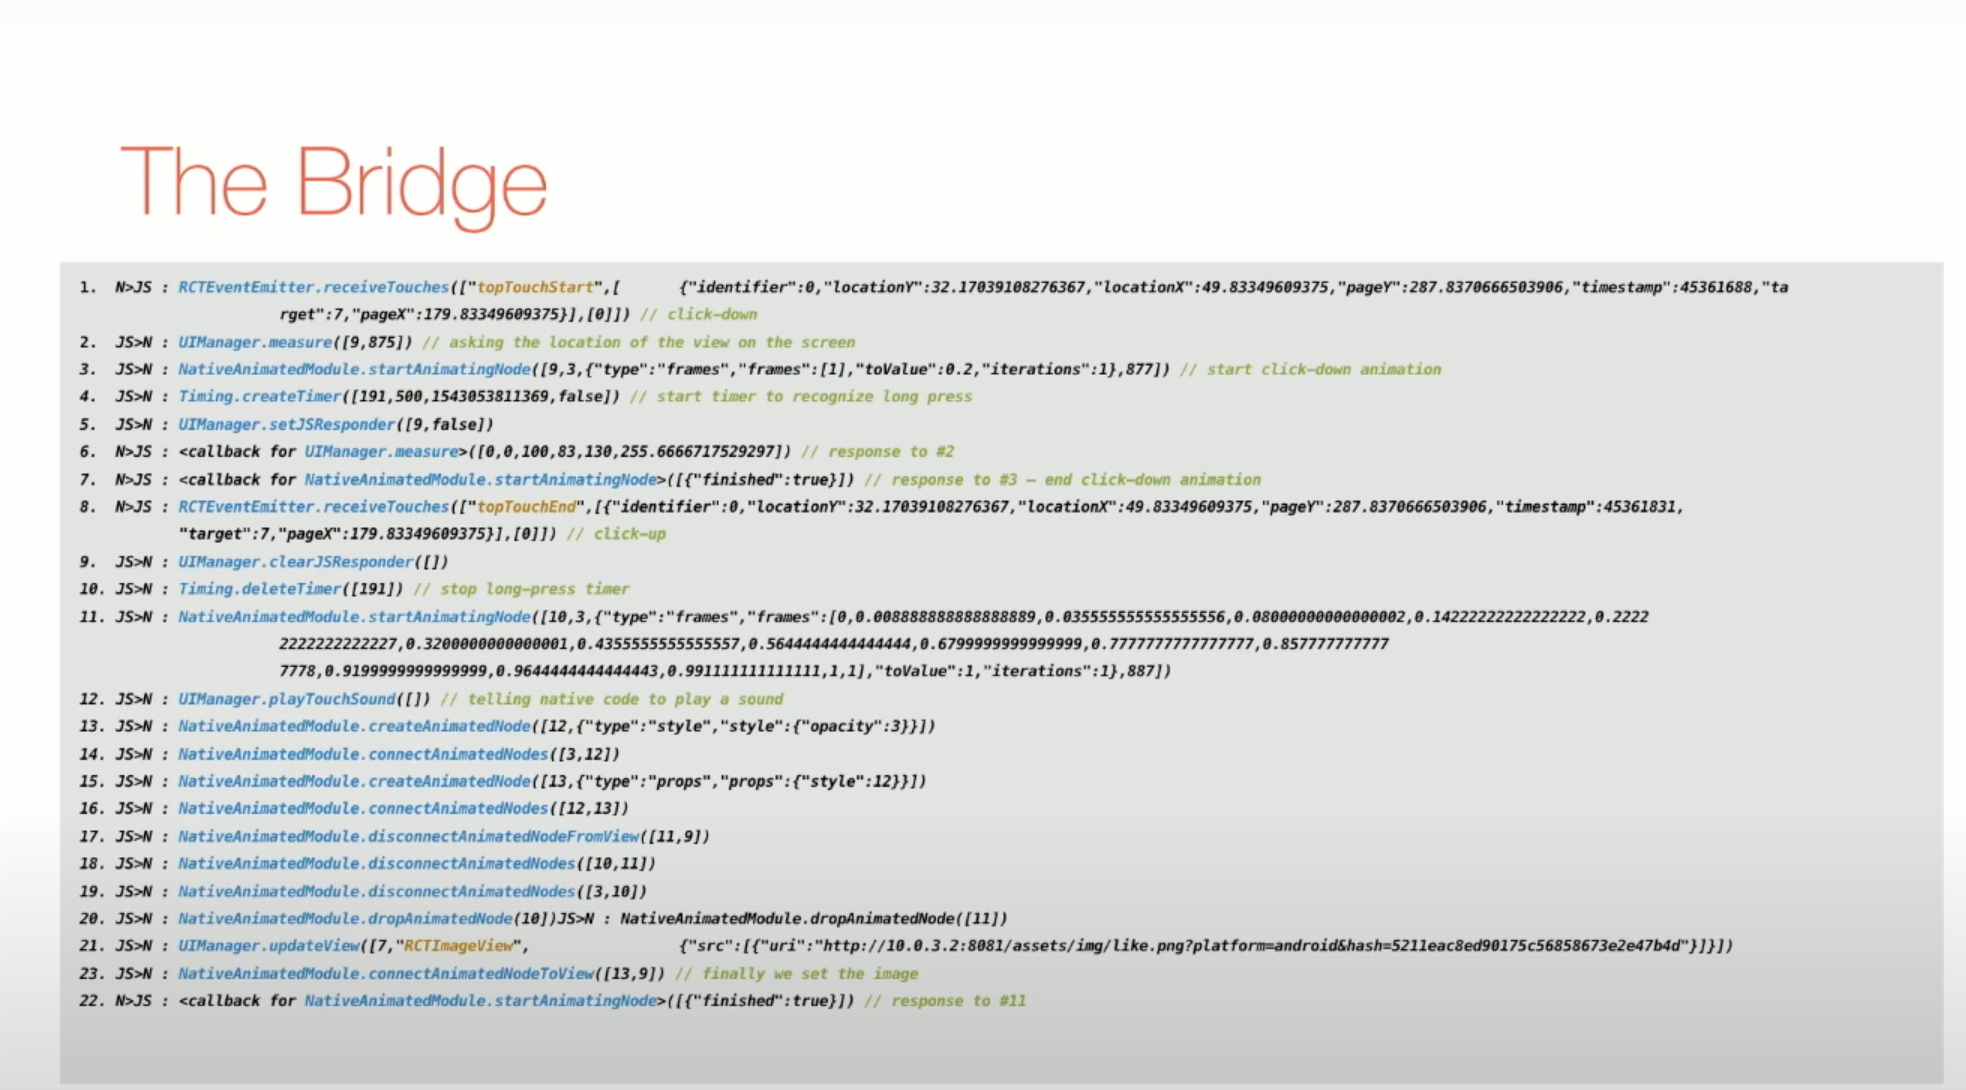 The Bridge
1. N>JS : RCTEventEmitter.receiveTouches(["topTouchStart",[ {"identifier":0,"locationY":32.17039108276367,"locationX":49.83349609375,"pageY":287.8370666503906,"timestamp":45361688,"ta
rget":7,"pageX":179.83349609375}],[0]]) // click-down
2. JS>N : UIManager.measure([9,875]) // asking the location of the view on the screen
3. JS>N : NativeAnimatedModule.startAnimatingNode([9,3,{"type":"frames","frames":[1],"toValue":0.2,"iterations":1},877]) // start click-down animation
4. JS>N : Timing.createTimer([191,500,1543053811369,false]) // start timer to recognize long press
5. JS>N : UIManager.setJSResponder([9,false])
6. N>JS : <callback for UIManager.measure>([0,0,100,83,130,255.6666717529297]) // response to #2
7. N>JS : <callback for NativeAnimatedModule.startAnimatingNode>([{"finished":true}]) // response to #3 – end click-down animation
8. N>JS : RCTEventEmitter.receiveTouches(["topTouchEnd",[{"identifier":0,"locationY":32.17039108276367,"locationX":49.83349609375,"pageY":287.8370666503906,"timestamp":45361831,
"target":7,"pageX":179.83349609375}],[0]]) // click-up
9. JS>N : UIManager.clearJSResponder([])
10. JS>N : Timing.deleteTimer([191]) // stop long-press timer
11. JS>N : NativeAnimatedModule.startAnimatingNode([10,3,{"type":"frames","frames":[0,0.008888888888888889,0.035555555555555556,0.08000000000000002,0.14222222222222222,0.2222
2222222222227,0.3200000000000001,0.4355555555555557,0.5644444444444444,0.6799999999999999,0.7777777777777777,0.857777777777
7778,0.9199999999999999,0.9644444444444443,0.991111111111111,1,1],"toValue":1,"iterations":1},887])
12. JS>N : UIManager.playTouchSound([]) // telling native code to play a sound
13. JS>N : NativeAnimatedModule.createAnimatedNode([12,{"type":"style","style":{"opacity":3}}])
14. JS>N : NativeAnimatedModule.connectAnimatedNodes([3,12])
15. JS>N : NativeAnimatedModule.createAnimatedNode([13,{"type":"props","props":{"style":12}}])
16. JS>N : NativeAnimatedModule.connectAnimatedNodes([12,13])
17. JS>N : NativeAnimatedModule.disconnectAnimatedNodeFromView([11,9])
18. JS>N : NativeAnimatedModule.disconnectAnimatedNodes([10,11])
19. JS>N : NativeAnimatedModule.disconnectAnimatedNodes([3,10])
20. JS>N : NativeAnimatedModule.dropAnimatedNode(10])JS>N : NativeAnimatedModule.dropAnimatedNode([11])
21. JS>N : UIManager.updateView([7,"RCTImageView", {"src":[{"uri":"http://10.0.3.2:8081/assets/img/like.png?platform=android&hash=5211eac8ed90175c56858673e2e47b4d"}]}])
23. JS>N : NativeAnimatedModule.connectAnimatedNodeToView([13,9]) // finally we set the image
22. N>JS : <callback for NativeAnimatedModule.startAnimatingNode>([{"finished":true}]) // response to #11